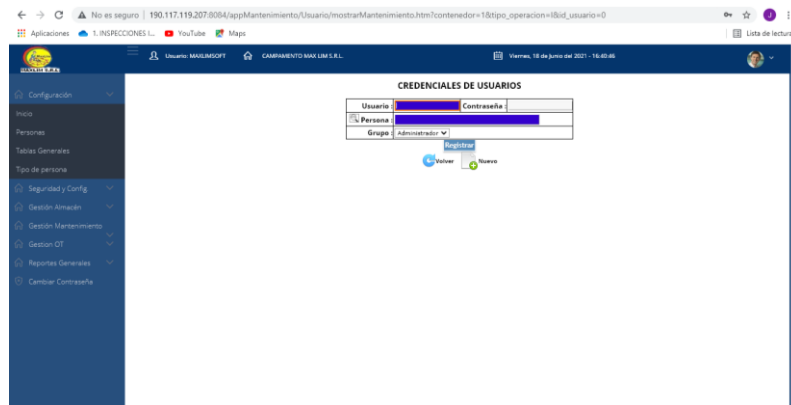 No es seguro | 190.117.119.207:8084/appMantenimiento/Usuario/mostrarMantenimiento.htm?contenedor=1&tipo_operacion=I&id_usuario=0
Aplicaciones 1. INSPECCIONES I... YouTube Maps Lista de lectura
Usuario: MAXLIMSOFT CAMPAMENTO MAX LIM S.R.L. Viernes, 18 de Junio del 2021 - 16:40:46
MAXLIM S.R.L.
CREDENCIALES DE USUARIOS
Usuario : Contraseña :
Persona :
Grupo : Administrador
Registrar
Volver Nuevo
Configuración
Inicio
Personas
Tablas Generales
Tipo de persona
Seguridad y Config
Gestión Almacén
Gestión Mantenimiento
Gestion OT
Reportes Generales
Cambiar Contraseña